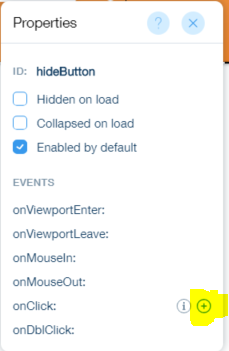 Properties
?
ID: hideButton
Hidden on load
Collapsed on load
Enabled by default
EVENTS
onViewportEnter:
onViewportLeave:
onMouseIn:
onMouseOut:
onClick:
onDblClick: